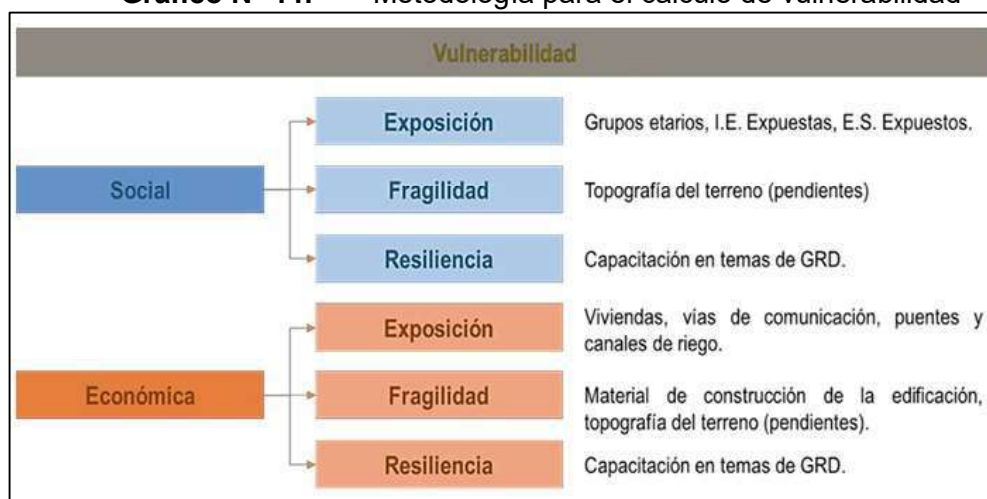 Metodología para el cálculo de vulnerabilidad
Vulnerabilidad
Social
Exposición
Grupos etarios, I.E. Expuestas, E.S. Expuestos.
Fragilidad
Topografía del terreno (pendientes)
Resiliencia
Capacitación en temas de GRD.
Económica
Exposición
Viviendas, vías de comunicación, puentes y
canales de riego.
Fragilidad
Material de construcción de la edificación,
topografía del terreno (pendientes).
Resiliencia
Capacitación en temas de GRD.